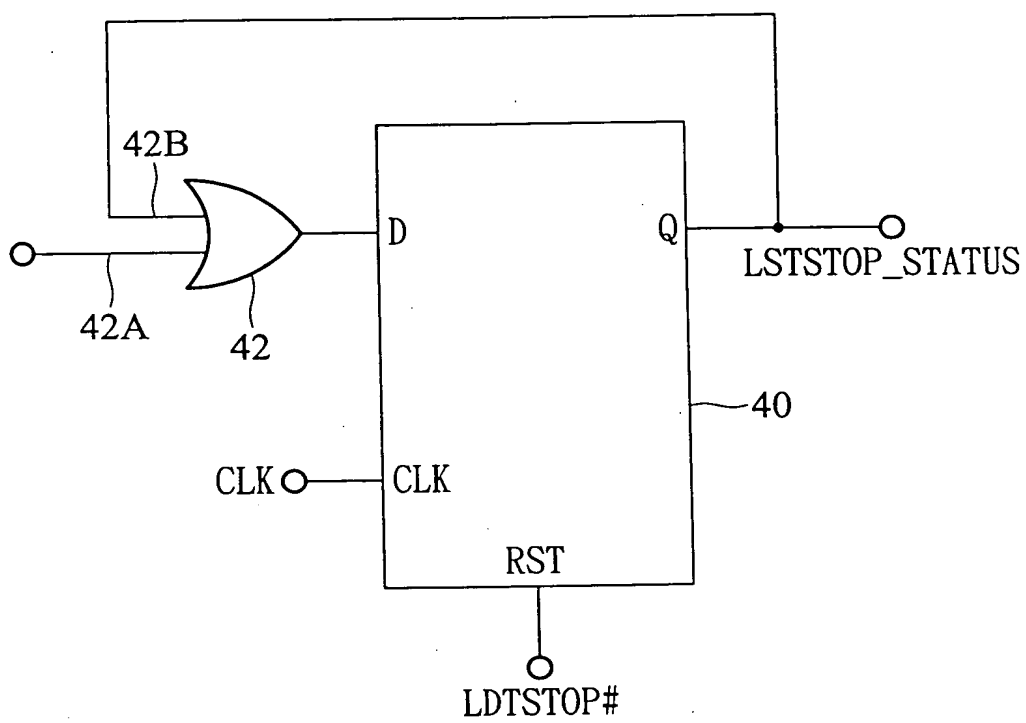 42B
D
Q
LSTSTOP_STATUS
42A
42
40
CLK
CLK
RST
LDTSTOP#